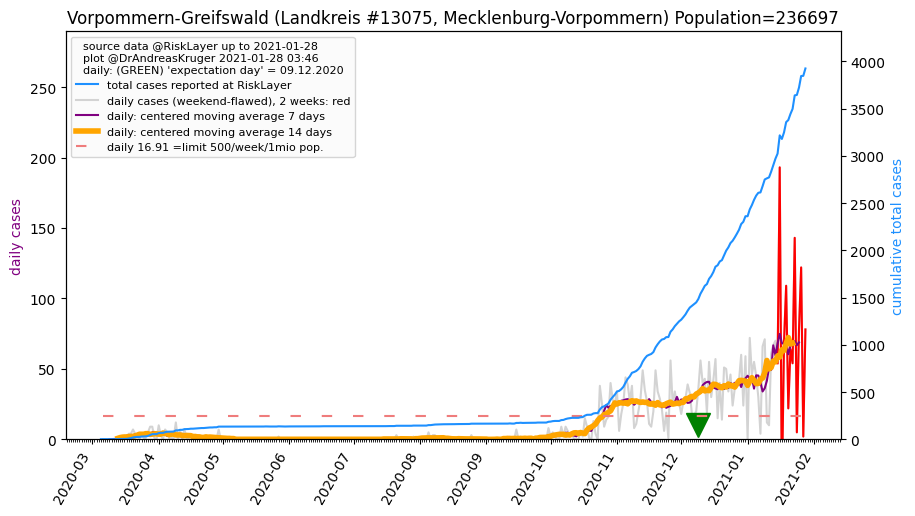 Vorpommern-Greifswald (Landkreis #13075, Mecklenburg-Vorpommern) Population=236697
source data @RiskLayer up to 2021-01-28
plot @DrAndreasKruger 2021-01-28 03:46
daily: (GREEN) 'expectation day' = 09.12.2020
total cases reported at RiskLayer
daily cases (weekend-flawed), 2 weeks: red
daily: centered moving average 7 days
daily: centered moving average 14 days
daily 16.91 =limit 500/week/1mio pop.
daily cases
250
200
150
100
50
0
cumulative total cases
4000
3500
3000
2500
2000
1500
1000
500
0
2020-03
2020-04
2020-05
2020-06
2020-07
2020-08
2020-09
2020-10
2020-11
2020-12
2021-01
2021-02